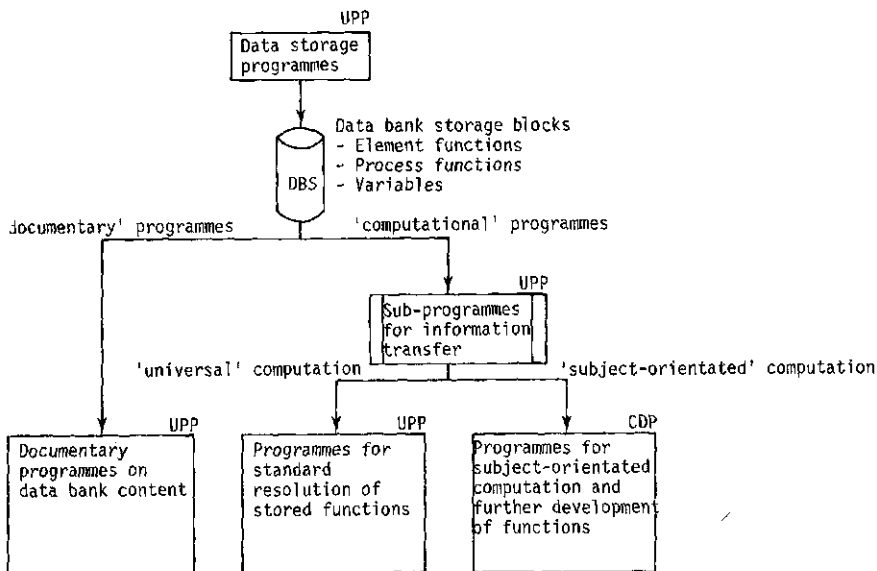 UPP
Data storage
programmes
Data bank storage blocks
- Element functions
- Process functions
- Variables
DBS
documentary' programmes
'computational' programmes
UPP
Sub-programmes
for information
transfer
'universal' computation
'subject-orientated' computation
UPP
Documentary
programmes on
data bank content
UPP
Programmes for
standard
resolution of
stored functions
CDP
Programmes for
subject-orientated
computation and
further development
of functions